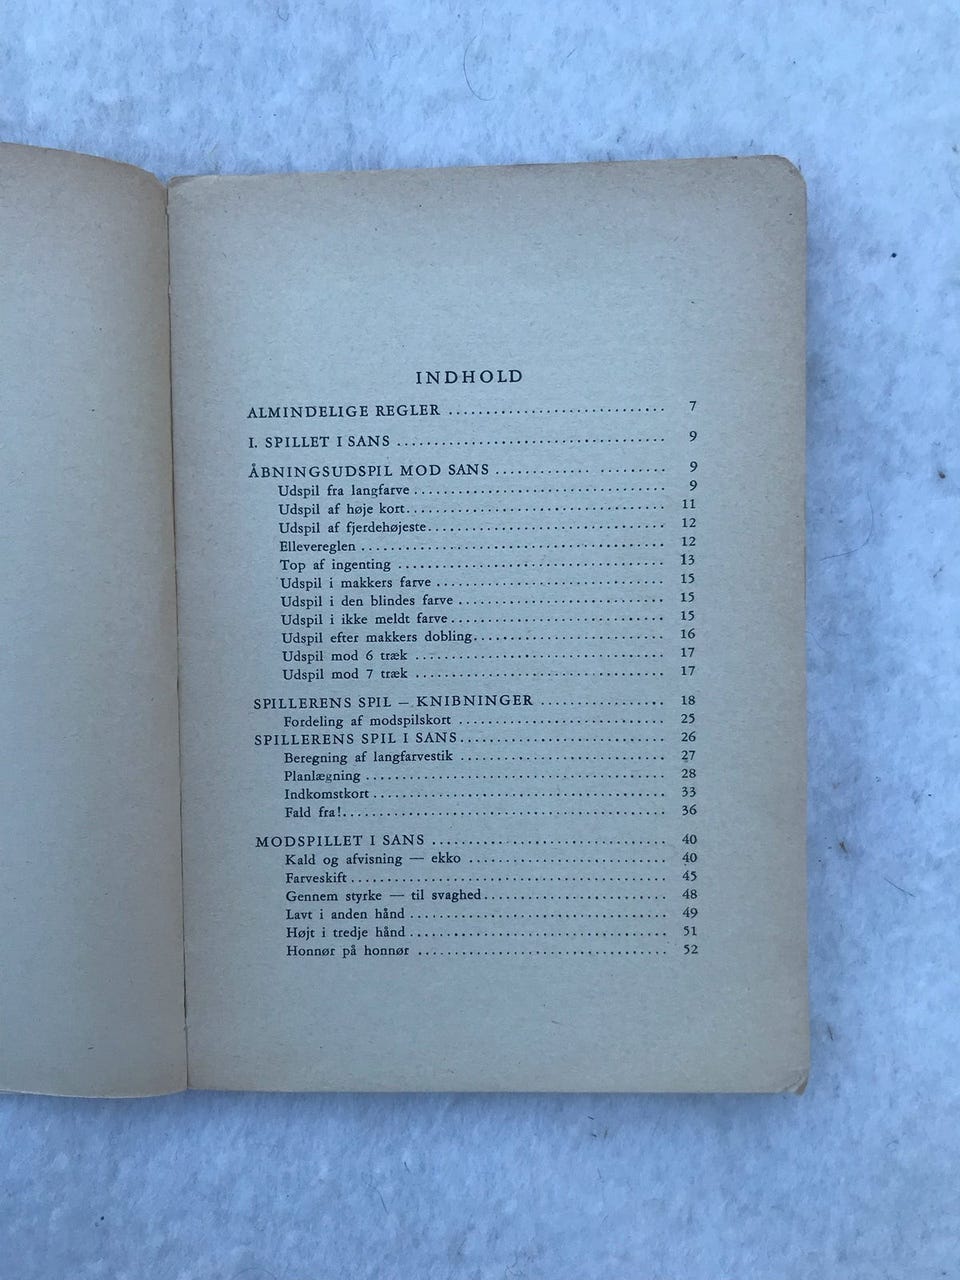 INDHOLD
ALMINDELIGE REGLER ............................. 7
I. SPILLET I SANS .................................... 9
ÅBNINGSUDSPIL MOD SANS ............. ......... 9
Udspil fra langfarve .................................. 9
Udspil af høje kort................................... 11
Udspil af fjerdehøjeste................................ 12
Ellevereglen ......................................... 12
Top af ingenting .................................... 13
Udspil i makkers farve ............................... 15
Udspil i den blindes farve ............................ 15
Udspil i ikke meldt farve............................. 15
Udspil efter makkers dobling.......................... 16
Udspil mod 6 træk .................................. 17
Udspil mod 7 træk .................................. 17
SPILLERENS SPIL – KNIBNINGER ................. 18
Fordeling af modspilskort ............................ 25
SPILLERENS SPIL I SANS............................ 26
Beregning af langfarvestik ............................ 27
Planlægning ......................................... 28
Indkomstkort........................................ 33
Fald fra!............................................ 36
MODSPILLET I SANS ................................ 40
Kald og afvisning — ekko ........................... 40
Farveskift........................................... 45
Gennem styrke — til svaghed......................... 48
Lavt i anden hånd ................................... 49
Højt i tredje hånd ................................... 51
Honnør på honnør .................................. 52